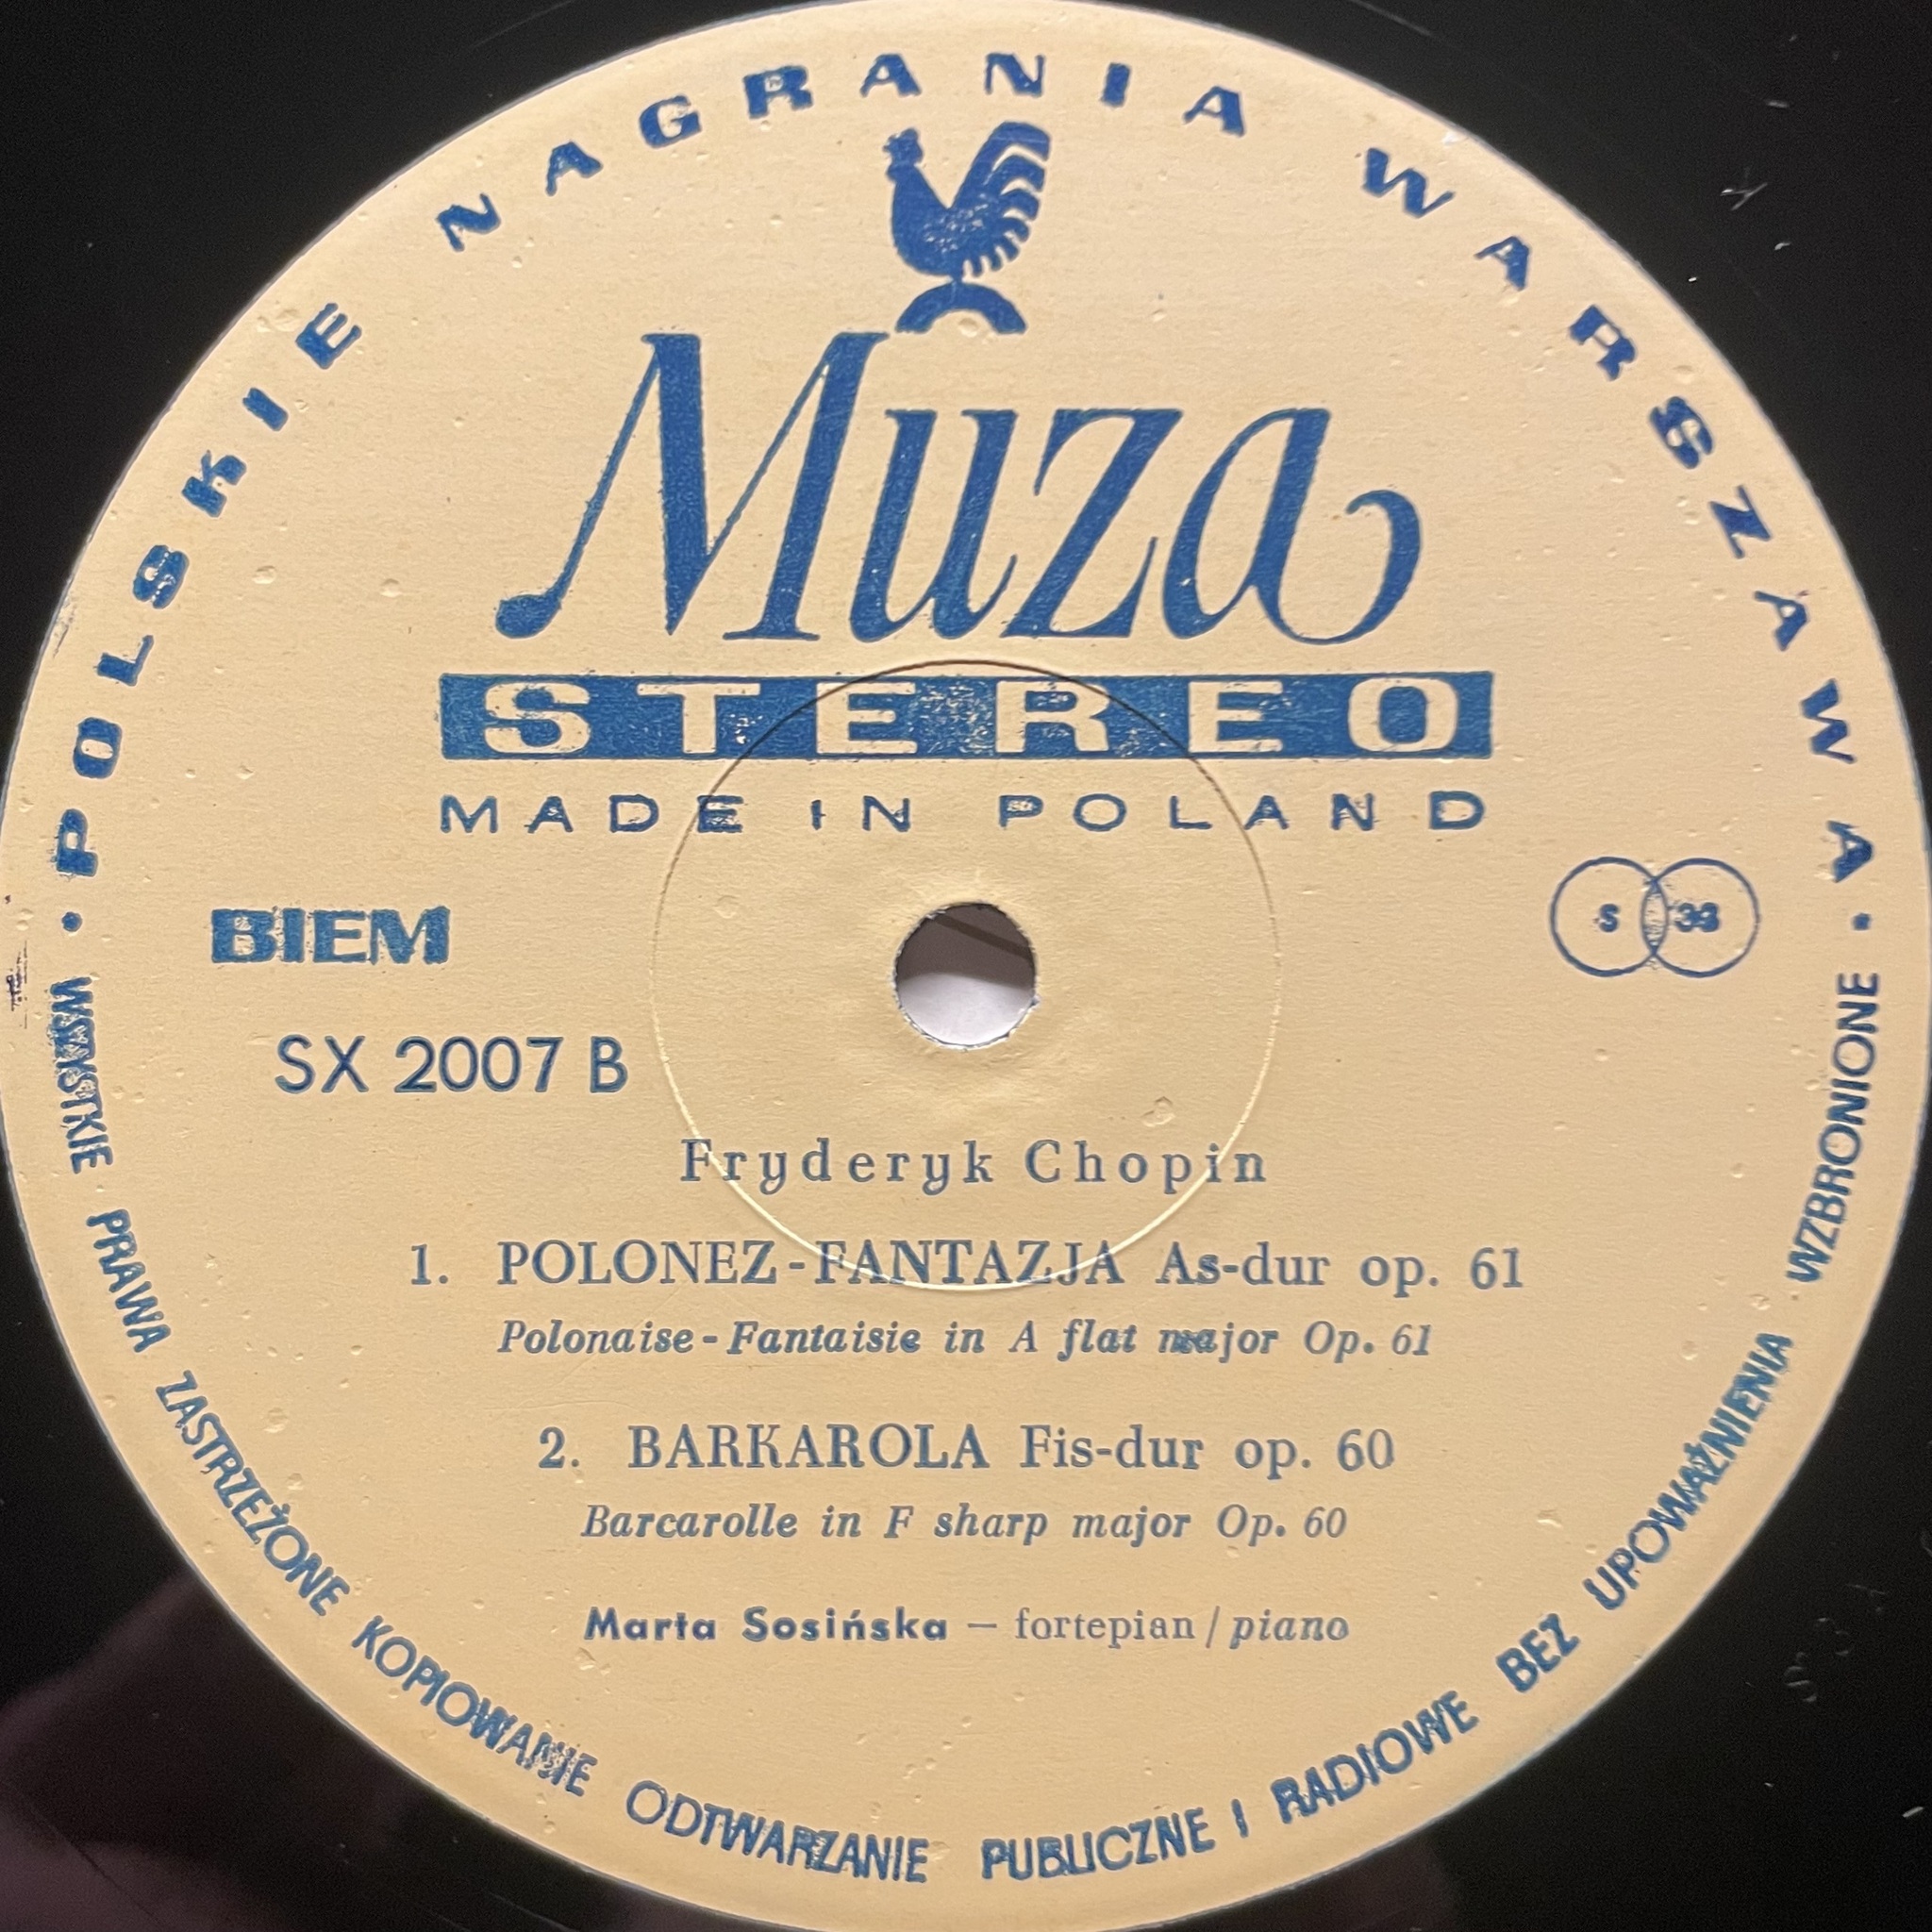 POLSKIE NAGRANIA WARSZAWA
Muza
STEREO
MADE IN POLAND
BIEM
S 33
SX 2007 B
Fryderyk Chopin
1. POLONEZ-FANTAZJA As-dur op. 61
Polonaise-Fantaisie in A flat major Op. 61
2. BARKAROLA Fis-dur op. 60
Barcarolle in F sharp major Op. 60
Marta Sosińska — fortepian / piano
• WSZYSTKIE PRAWA ZASTRZEŻONE KOPIOWANIE ODTWARZANIE PUBLICZNE I RADIOWE BEZ UPOWAŻNIENIA WZBRONIONE •